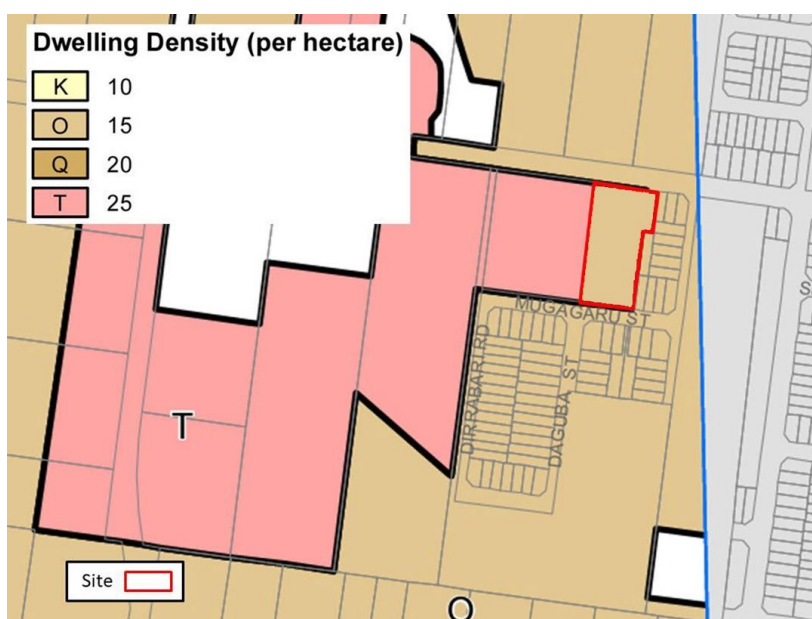 Dwelling Density (per hectare)
K 10
O 15
Q 20
T 25
MUGAGARU ST
DIRRABARI RD
DAGUBA ST
S
T
Site
O